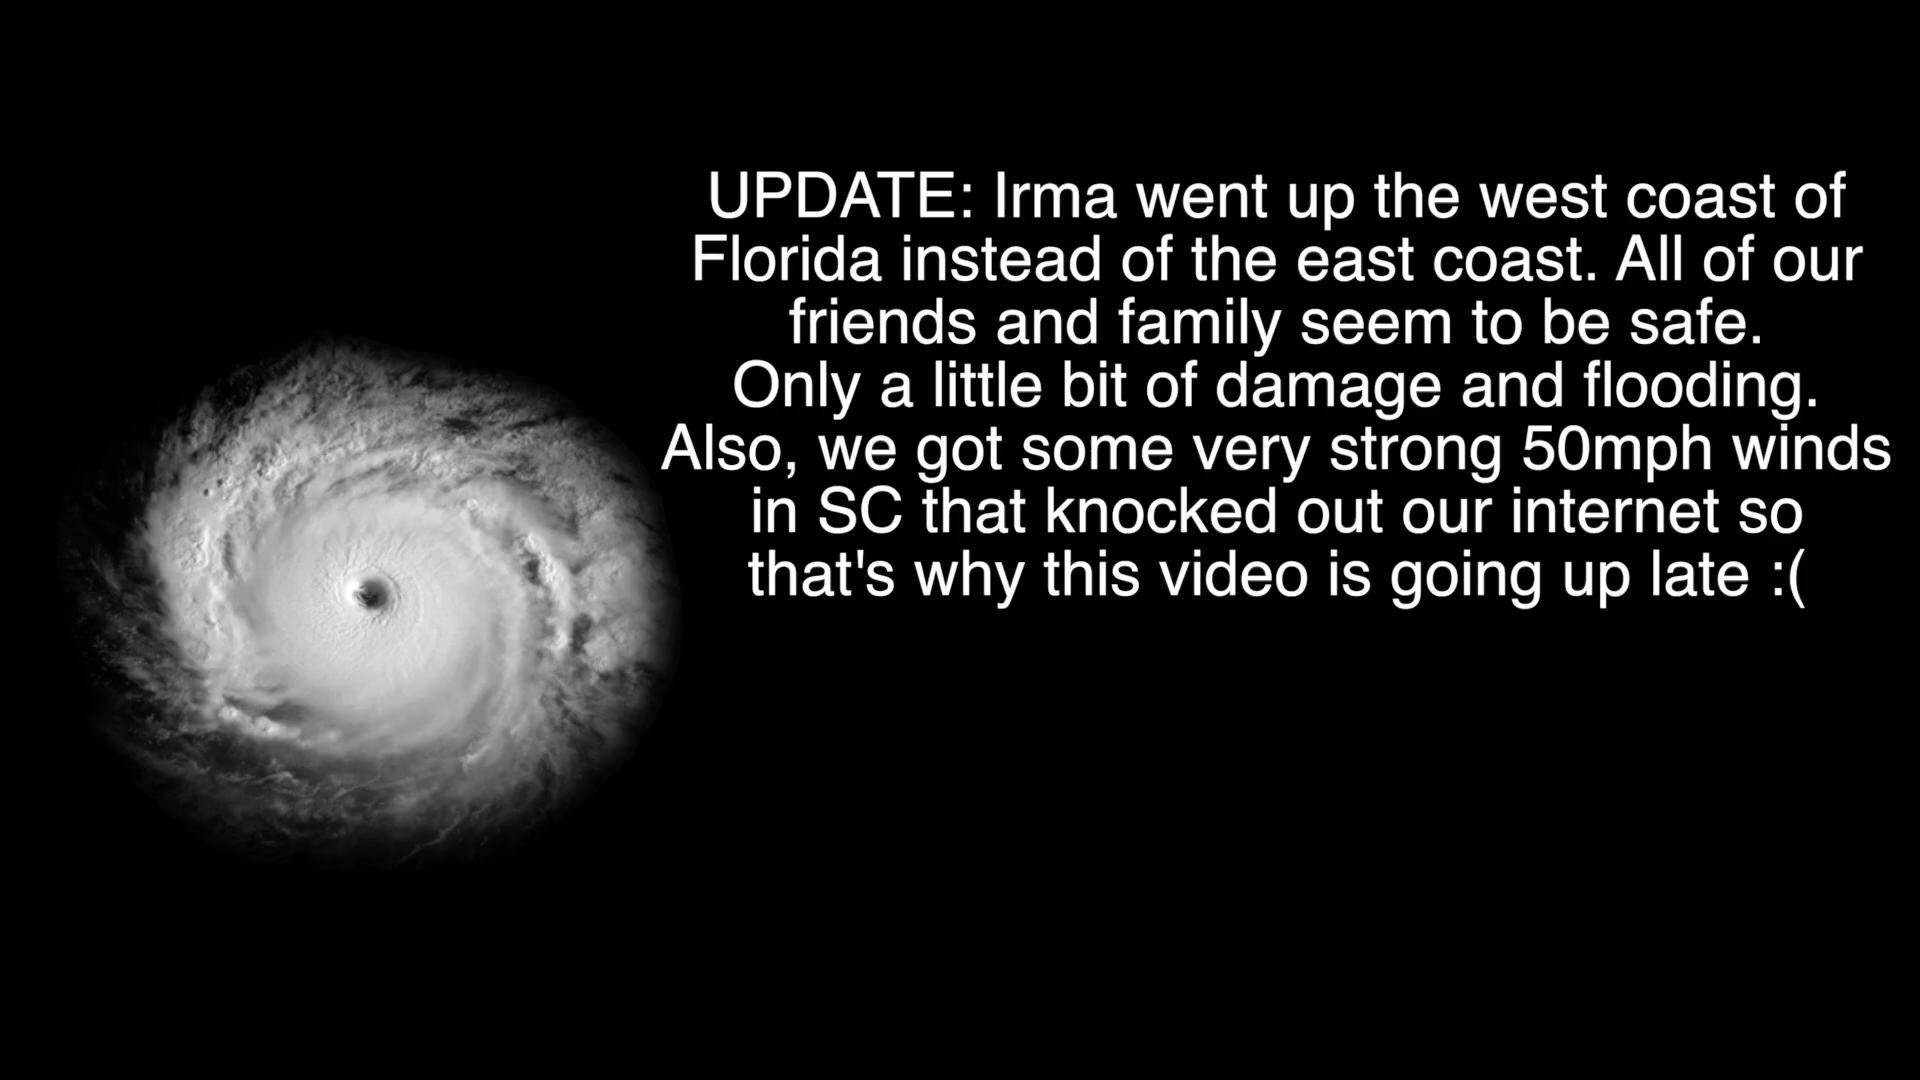 UPDATE: Irma went up the west coast of
Florida instead of the east coast. All of our
friends and family seem to be safe.
Only a little bit of damage and flooding.
Also, we got some very strong 50mph winds
in SC that knocked out our internet so
that's why this video is going up late :(